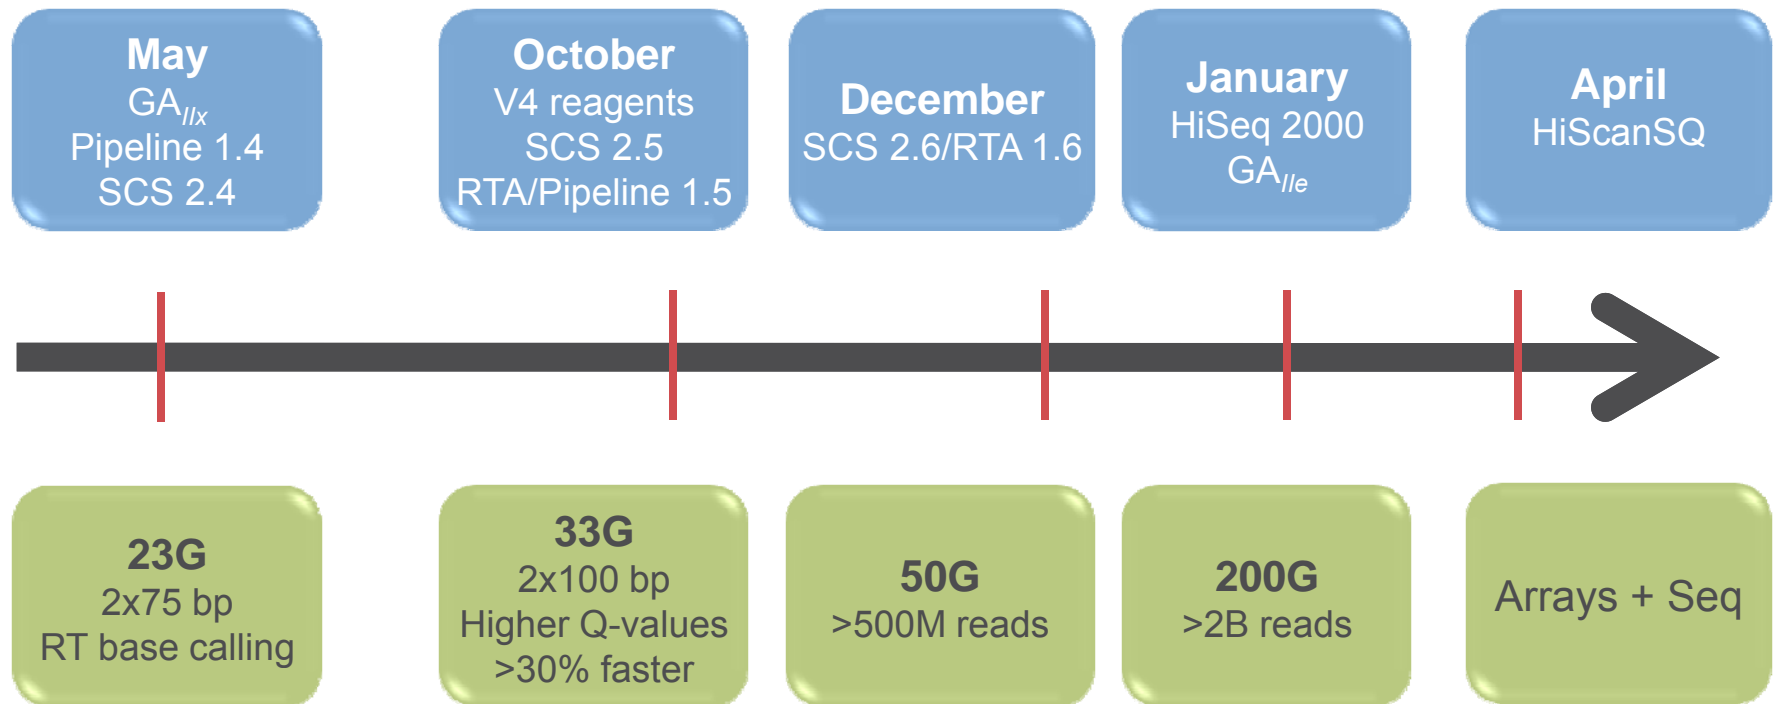 May
GAIIx
Pipeline 1.4
SCS 2.4
October
V4 reagents
SCS 2.5
RTA/Pipeline 1.5
December
SCS 2.6/RTA 1.6
January
HiSeq 2000
GAIIe
April
HiScanSQ
23G
2x75 bp
RT base calling
33G
2x100 bp
Higher Q-values
>30% faster
50G
>500M reads
200G
>2B reads
Arrays + Seq